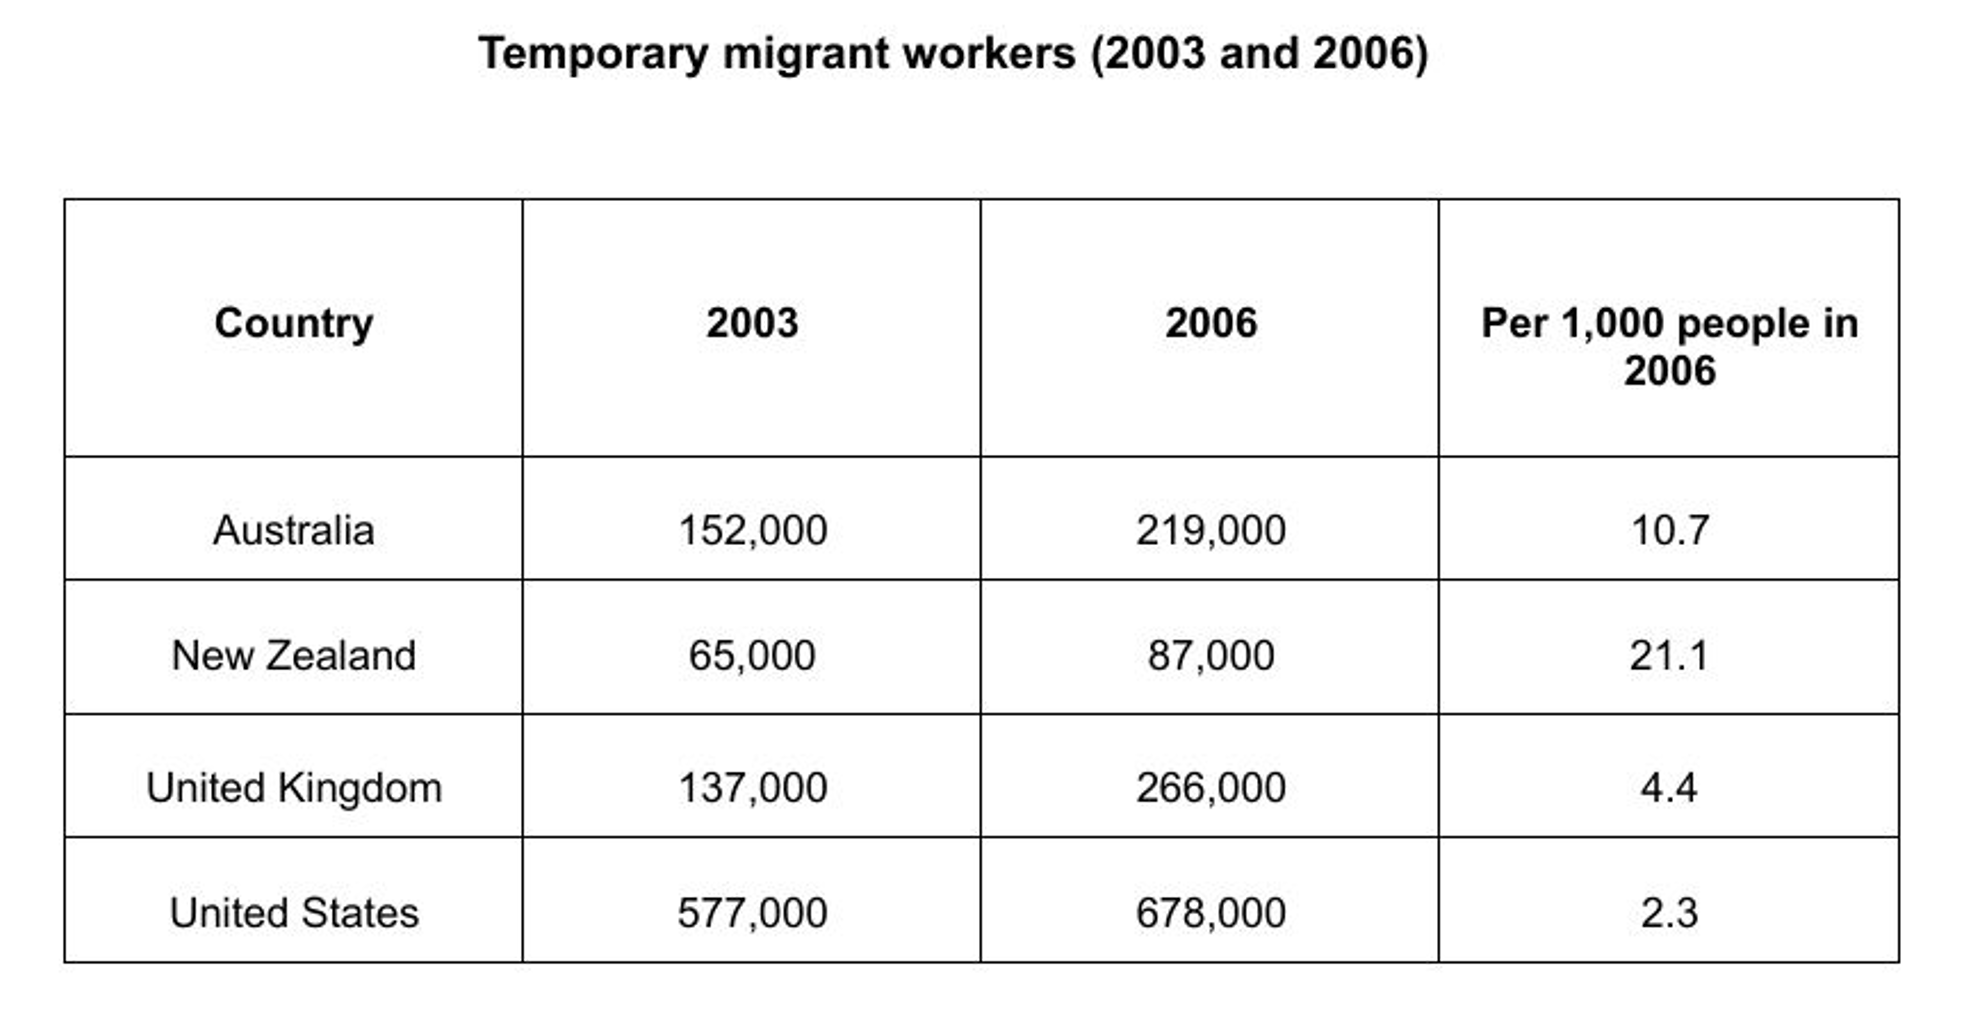 Temporary migrant workers (2003 and 2006)
Country 2003 2006 Per 1,000 people in
2006
Australia 152,000 219,000 10.7
New Zealand 65,000 87,000 21.1
United Kingdom 137,000 266,000 4.4
United States 577,000 678,000 2.3